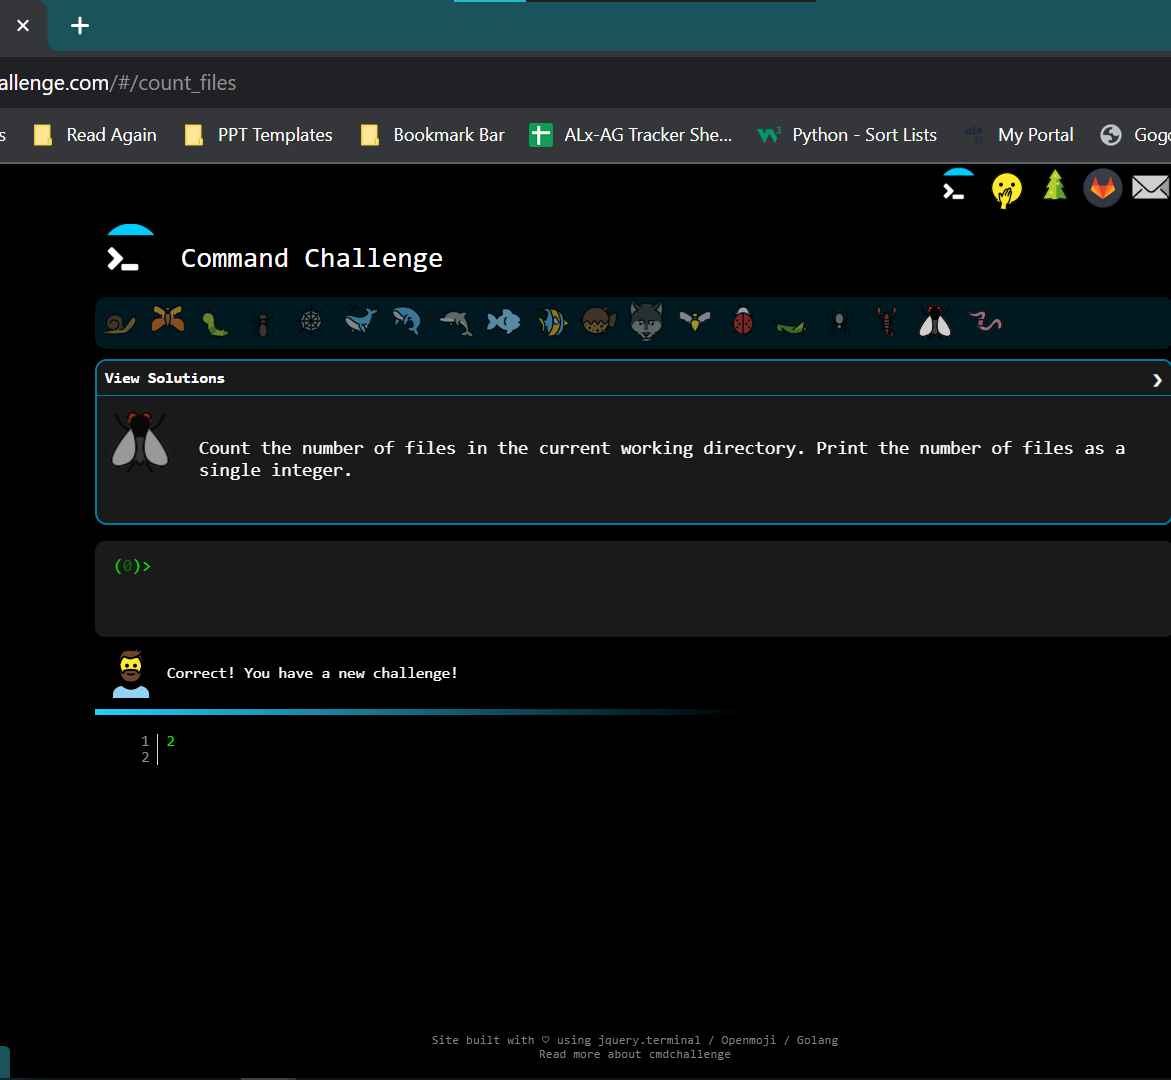 allenge.com/#/count_files
s Read Again PPT Templates Bookmark Bar ALx-AG Tracker She... Python - Sort Lists My Portal Gogo
Command Challenge
View Solutions
Count the number of files in the current working directory. Print the number of files as a
single integer.
(0)>
Correct! You have a new challenge!
1 2
2
Site built with ♡ using jquery.terminal / Openmoji / Golang
Read more about cmdchallenge